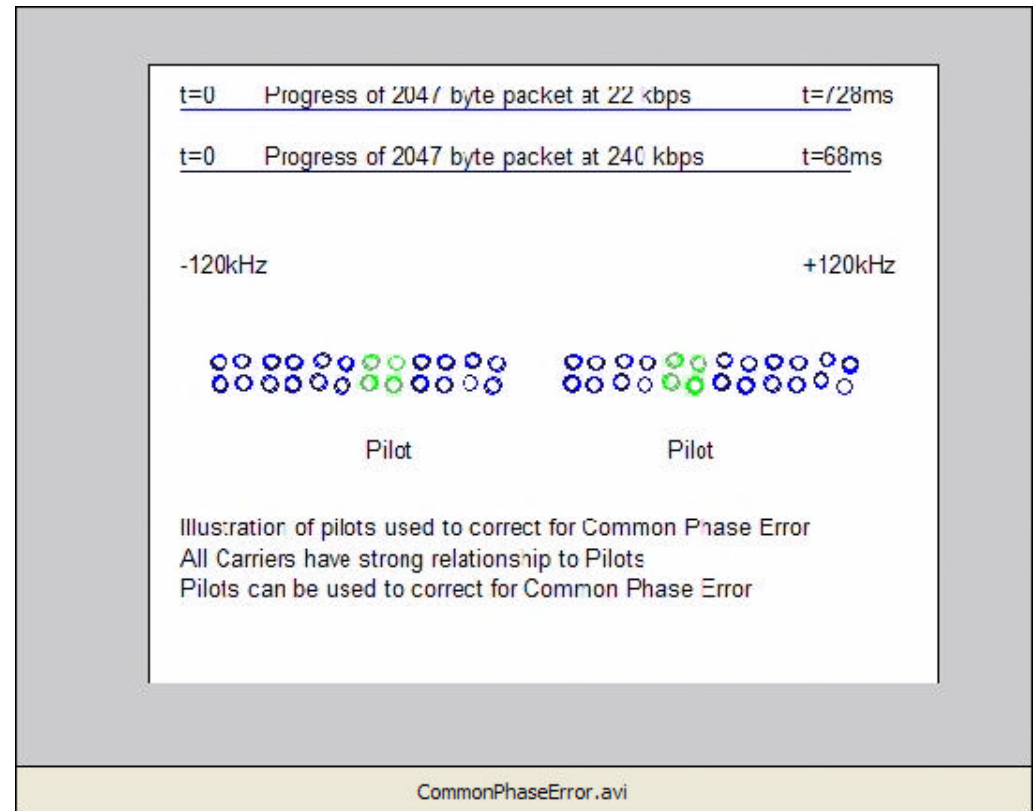 t=0 Progress of 2047 byte packet at 22 kbps t=728ms
t=0 Progress of 2047 byte packet at 240 kbps t=68ms
-120kHz +120kHz
Pilot Pilot
Illustration of pilots used to correct for Common Phase Error
All Carriers have strong relationship to Pilots
Pilots can be used to correct for Common Phase Error
CommonPhaseError.avi